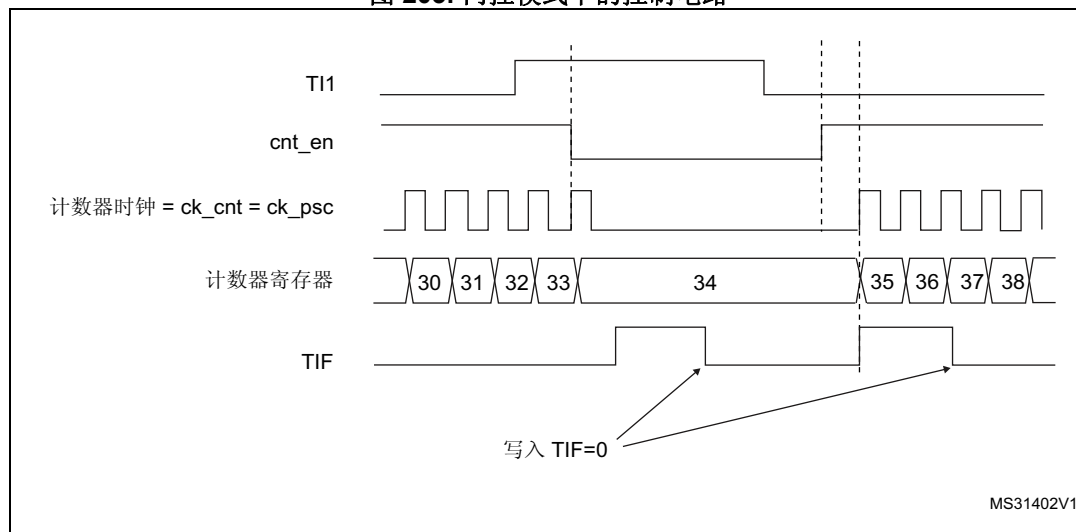 TI1
cnt_en
计数器时钟 = ck_cnt = ck_psc
计数器寄存器
30 31 32 33 34 35 36 37 38
TIF
写入 TIF=0
MS31402V1